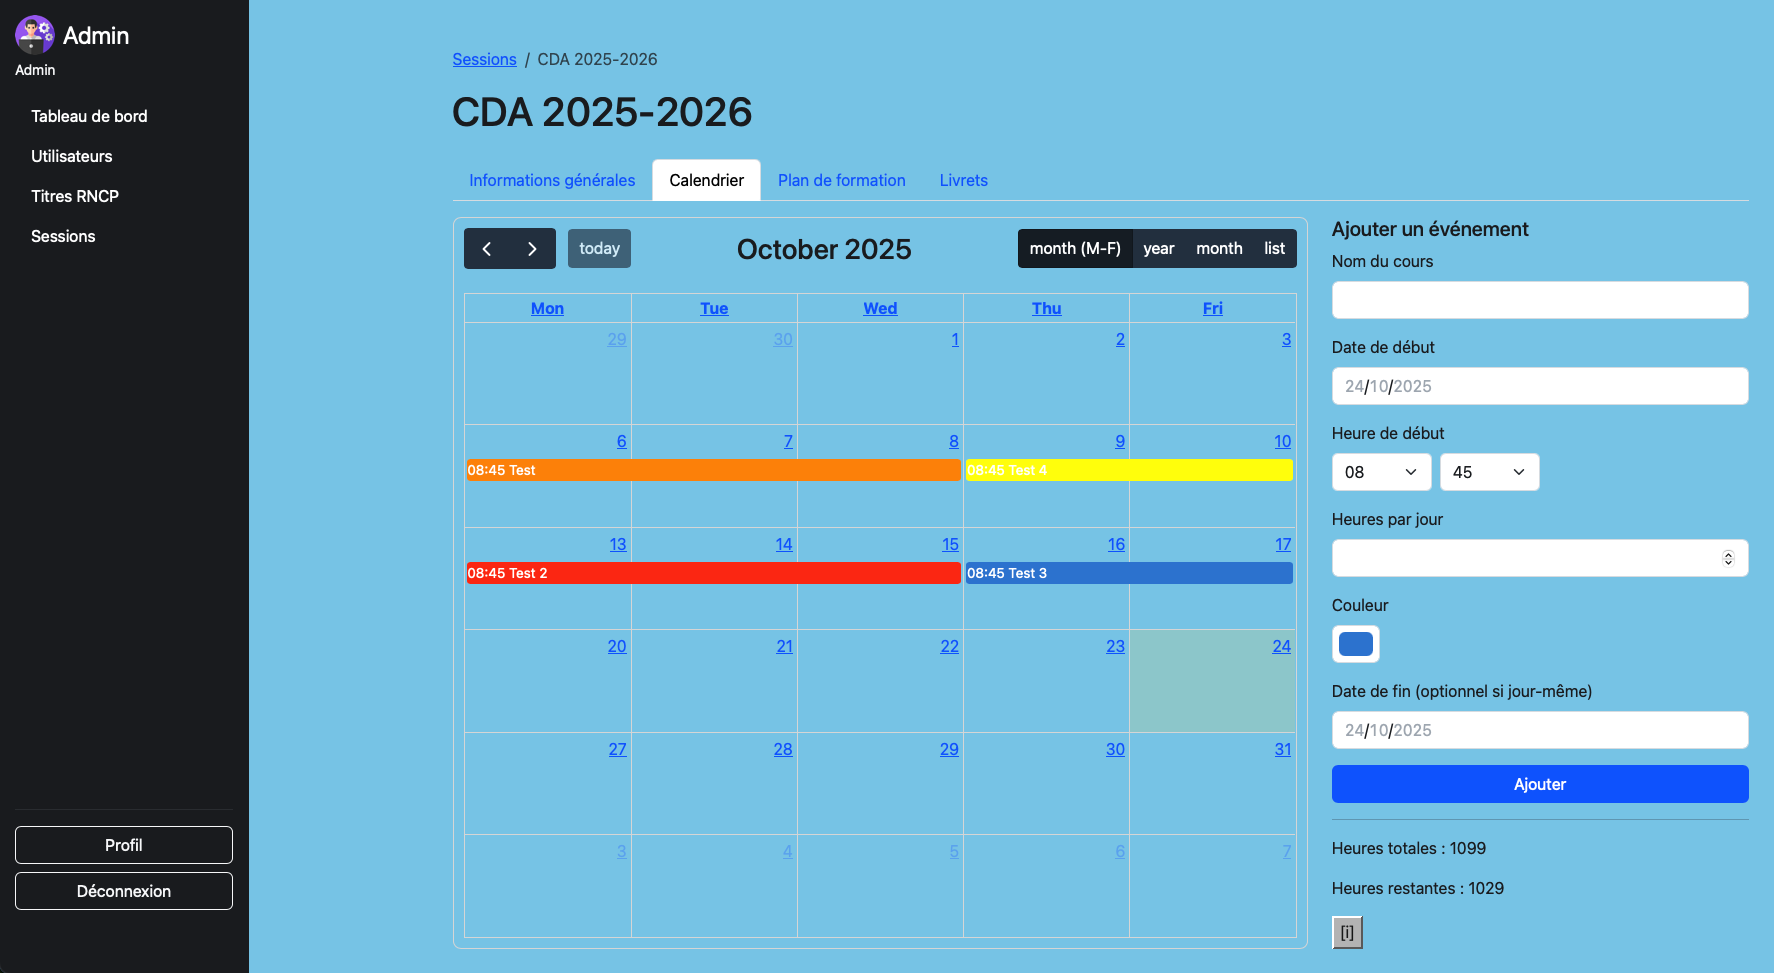 Admin
Admin
Tableau de bord
Utilisateurs
Titres RNCP
Sessions
Profil
Déconnexion
Sessions / CDA 2025-2026
CDA 2025-2026
Informations générales Calendrier Plan de formation Livrets
today October 2025 month (M-F) year month list
Mon Tue Wed Thu Fri
29 30 1 2 3
6 7 8 9 10
08:45 Test 08:45 Test 4
13 14 15 16 17
08:45 Test 2 08:45 Test 3
20 21 22 23 24
27 28 29 30 31
3 4 5 6 7
Ajouter un événement
Nom du cours
Date de début
24/10/2025
Heure de début
08 45
Heures par jour
Couleur
Date de fin (optionnel si jour-même)
24/10/2025
Ajouter
Heures totales : 1099
Heures restantes : 1029
[i]